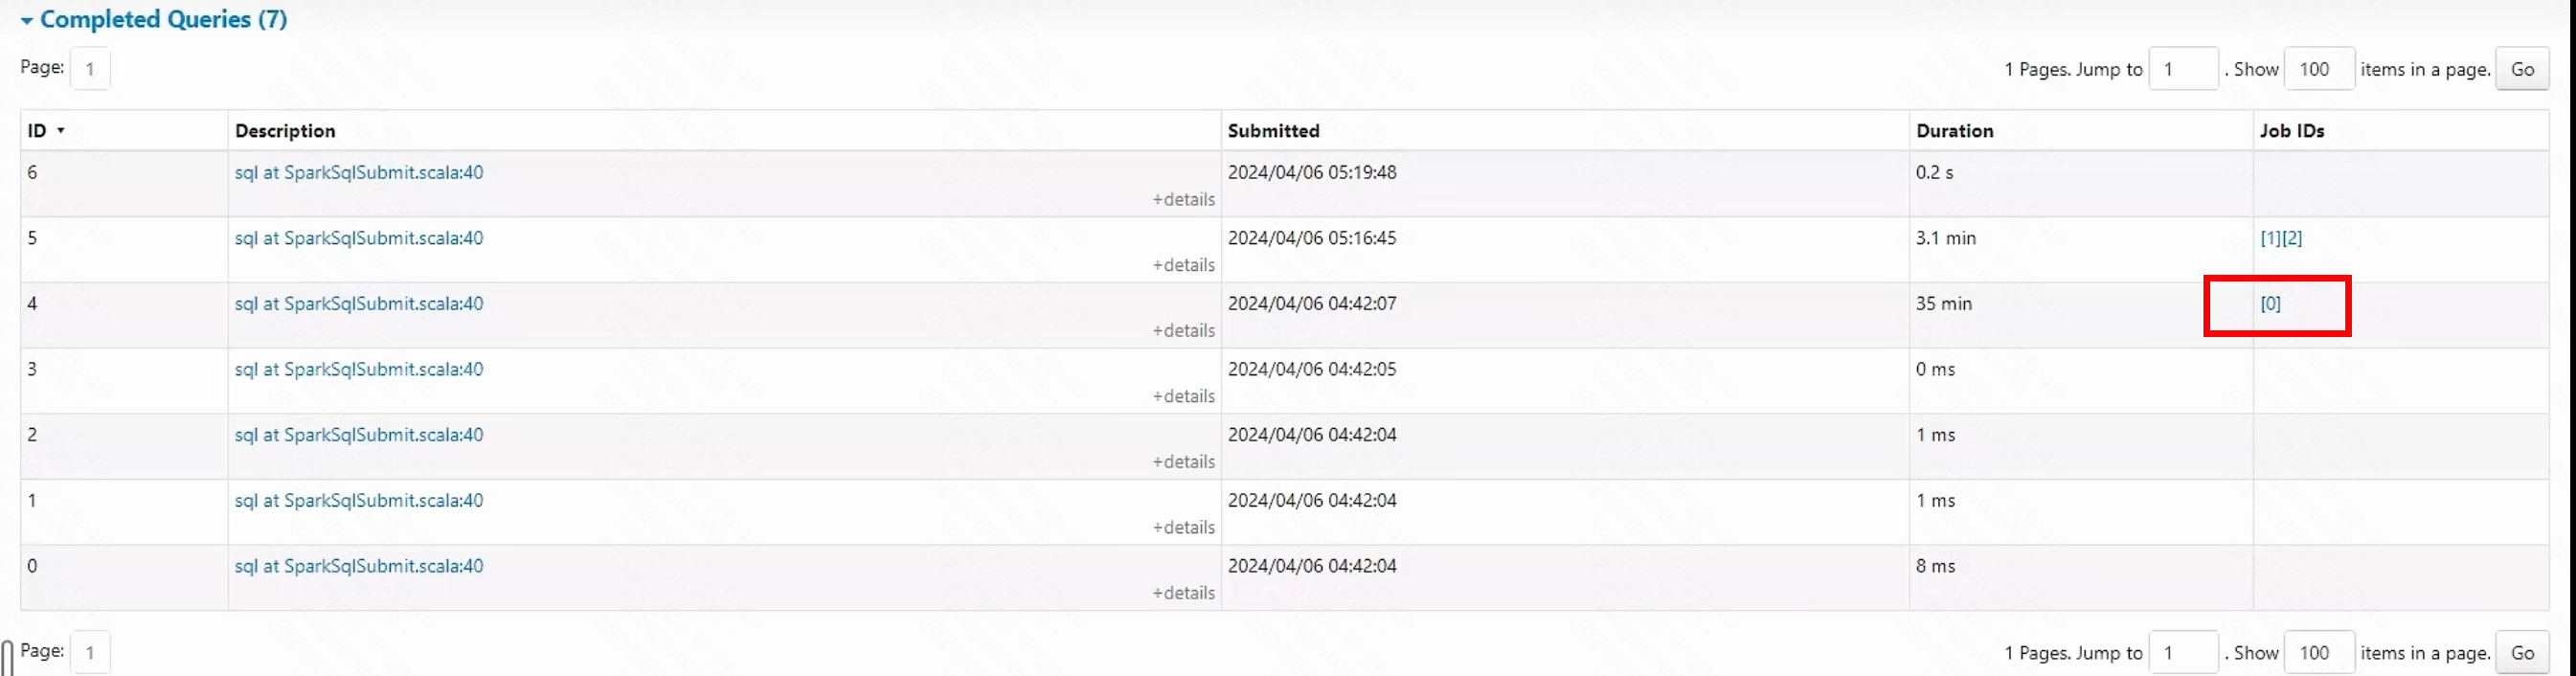 Completed Queries (7)
Page: 1
1 Pages. Jump to 1 . Show 100 items in a page. Go
ID Description Submitted Duration Job IDs
6 sql at SparkSqlSubmit.scala:40 2024/04/06 05:19:48 0.2 s
+details
5 sql at SparkSqlSubmit.scala:40 2024/04/06 05:16:45 3.1 min [1][2]
+details
4 sql at SparkSqlSubmit.scala:40 2024/04/06 04:42:07 35 min [0]
+details
3 sql at SparkSqlSubmit.scala:40 2024/04/06 04:42:05 0 ms
+details
2 sql at SparkSqlSubmit.scala:40 2024/04/06 04:42:04 1 ms
+details
1 sql at SparkSqlSubmit.scala:40 2024/04/06 04:42:04 1 ms
+details
0 sql at SparkSqlSubmit.scala:40 2024/04/06 04:42:04 8 ms
+details
Page: 1
1 Pages. Jump to 1 . Show 100 items in a page. Go